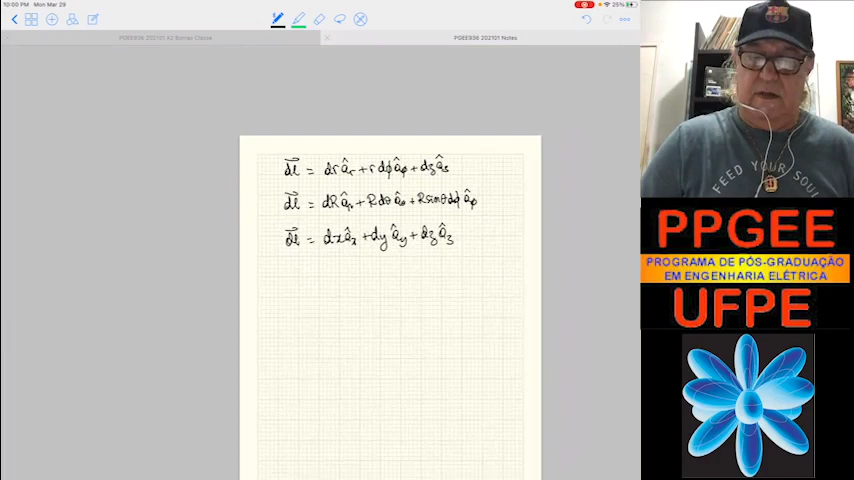 10:00 PM Mon Mar 29
25%
PGEE936 202101 A2 Borrao Classe
PGEE936 202101 Notes
d⃗l = dr âr + r dφ âφ + dz âz
d⃗l = dR âR + R dθ âθ + R sinθ dφ âφ
d⃗l = dx âx + dy ây + dz âz
FEED YOUR SOUL
PPGEE
PROGRAMA DE PÓS-GRADUAÇÃO
EM ENGENHARIA ELÉTRICA
UFPE